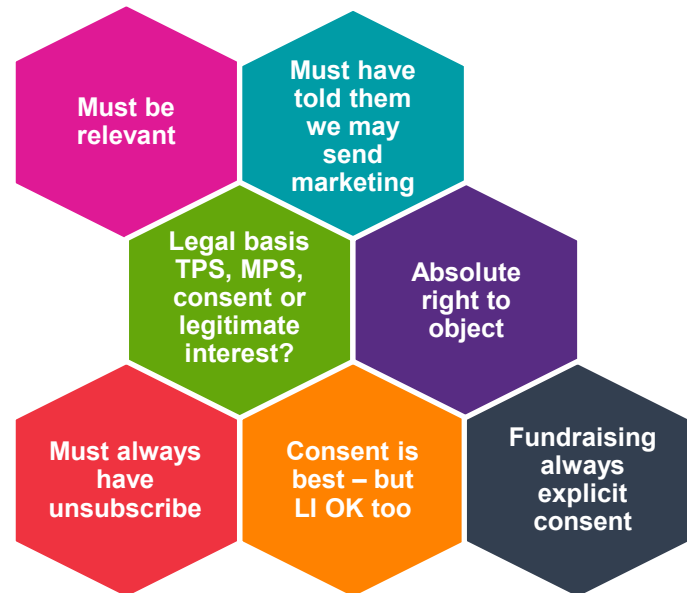 Must be
relevant
Must have
told them
we may
send
marketing
Legal basis
TPS, MPS,
consent or
legitimate
interest?
Absolute
right to
object
Must always
have
unsubscribe
Consent is
best – but
LI OK too
Fundraising
always
explicit
consent